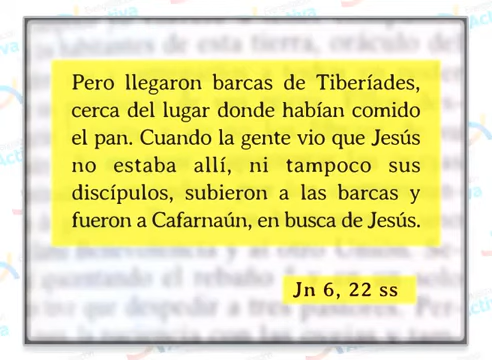 Pero llegaron barcas de Tiberíades,
cerca del lugar donde habían comido
el pan. Cuando la gente vio que Jesús
no estaba allí, ni tampoco sus
discípulos, subieron a las barcas y
fueron a Cafarnaún, en busca de Jesús.
Jn 6, 22 ss